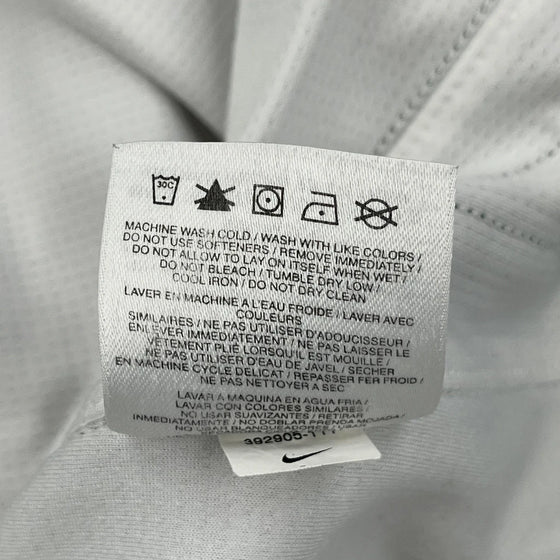 30C
MACHINE WASH COLD / WASH WITH LIKE COLORS /
DO NOT USE SOFTENERS / REMOVE IMMEDIATELY /
DO NOT ALLOW TO LAY ON ITSELF WHEN WET /
DO NOT BLEACH / TUMBLE DRY LOW /
COOL IRON / DO NOT DRY CLEAN
LAVER EN MACHINE A L'EAU FROIDE / LAVER AVEC
COULEURS
SIMILAIRES / NE PAS UTILISER D'ADOUCISSEUR /
ENLEVER IMMEDIATEMENT / NE PAS LAISSER LE
VETEMENT PLIÉ LORSQU'IL EST MOUILLE /
NE PAS UTILISER D'EAU DE JAVEL / SECHER
EN MACHINE CYCLE DELICAT / REPASSER FER FROID /
NE PAS NETTOYER A SEC
LAVAR A MAQUINA EN AGUA FRIA /
LAVAR CON COLORES SIMILARES /
NO USAR SUAVIZANTES / RETIRAR
INMEDIATAMENTE / NO DOBLAR PRENDA MOJADA /
NO USAR BLANQUEADOR /
392905-111